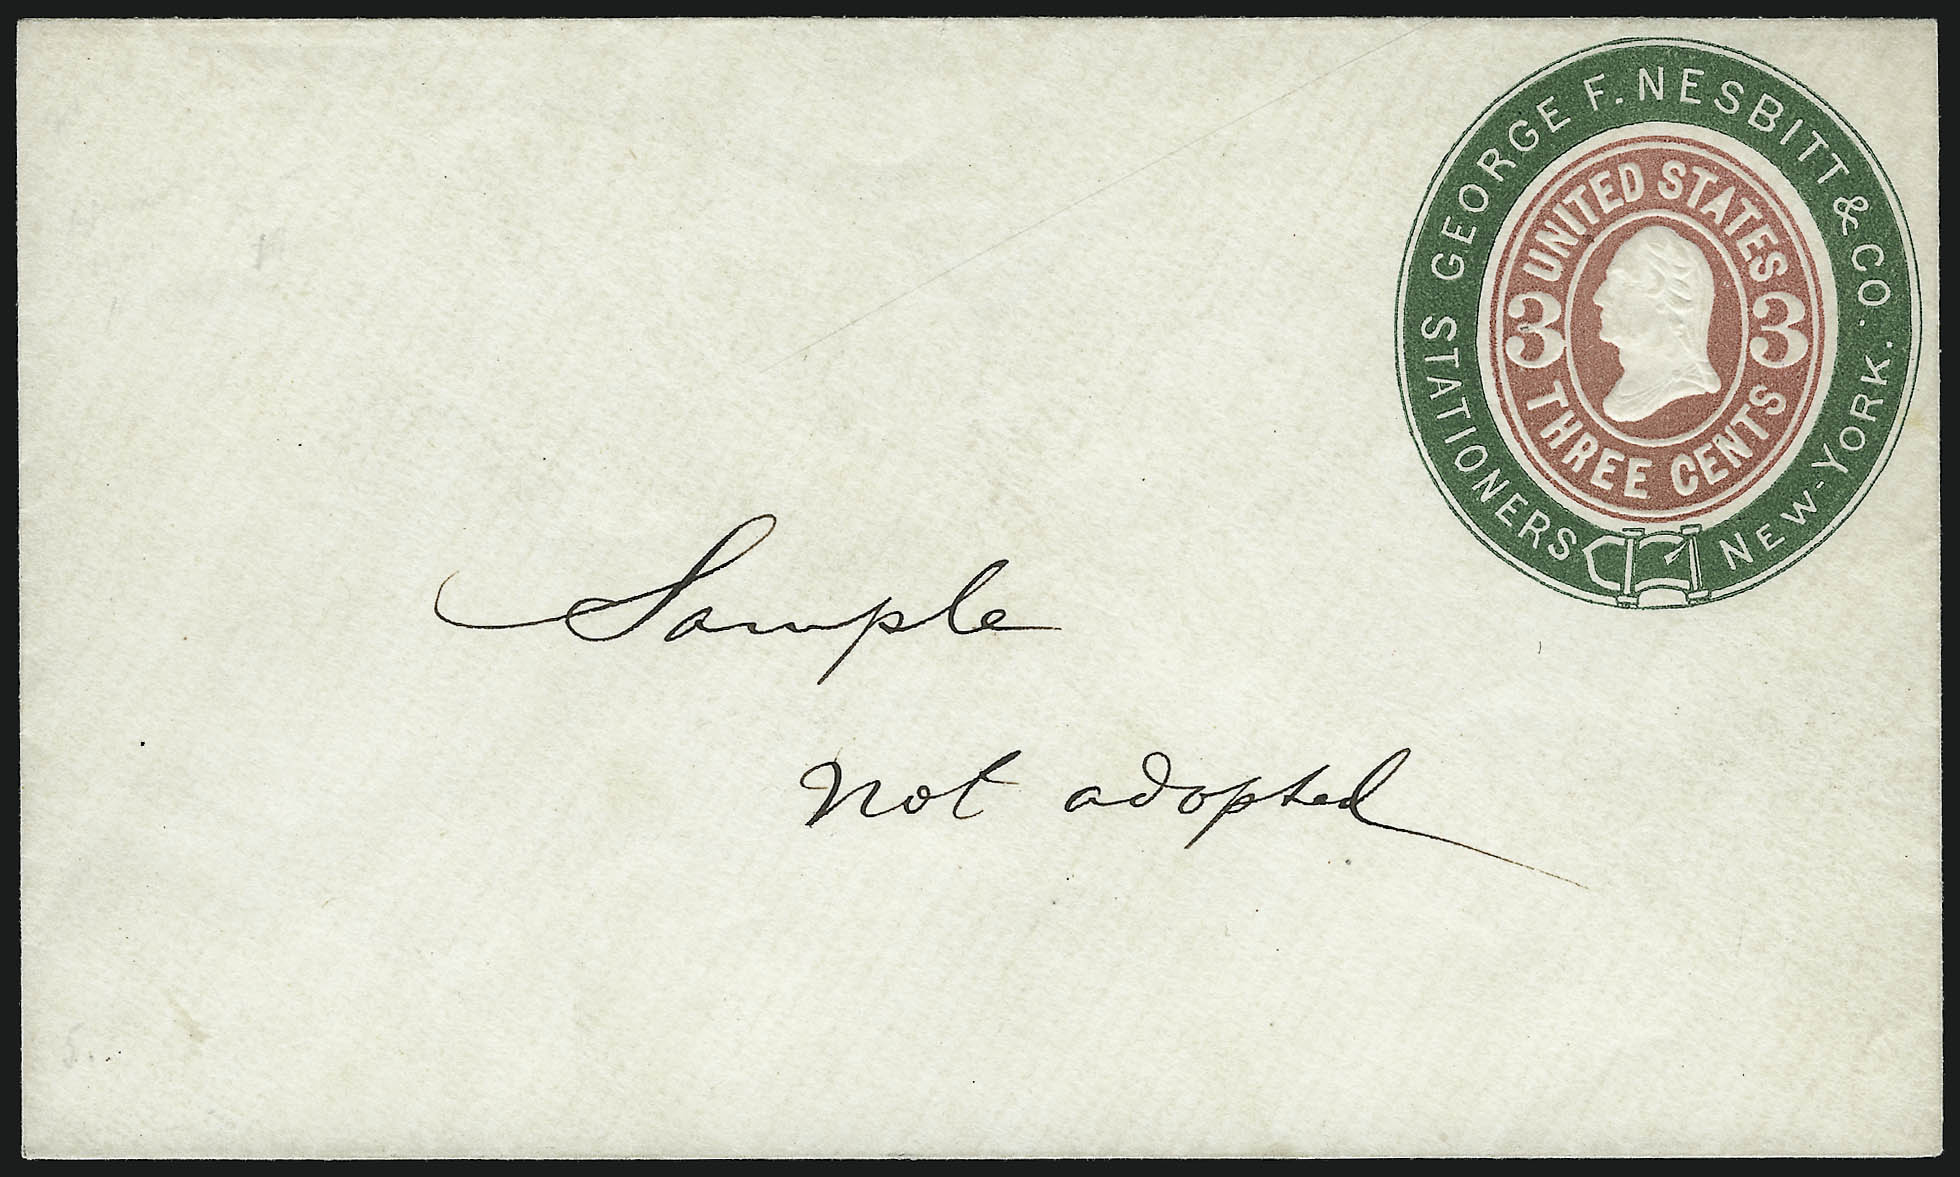 STATIONERS GEORGE F. NESBITT & CO. NEW-YORK.
UNITED STATES
3 3
THREE CENTS
Sample
not adopted